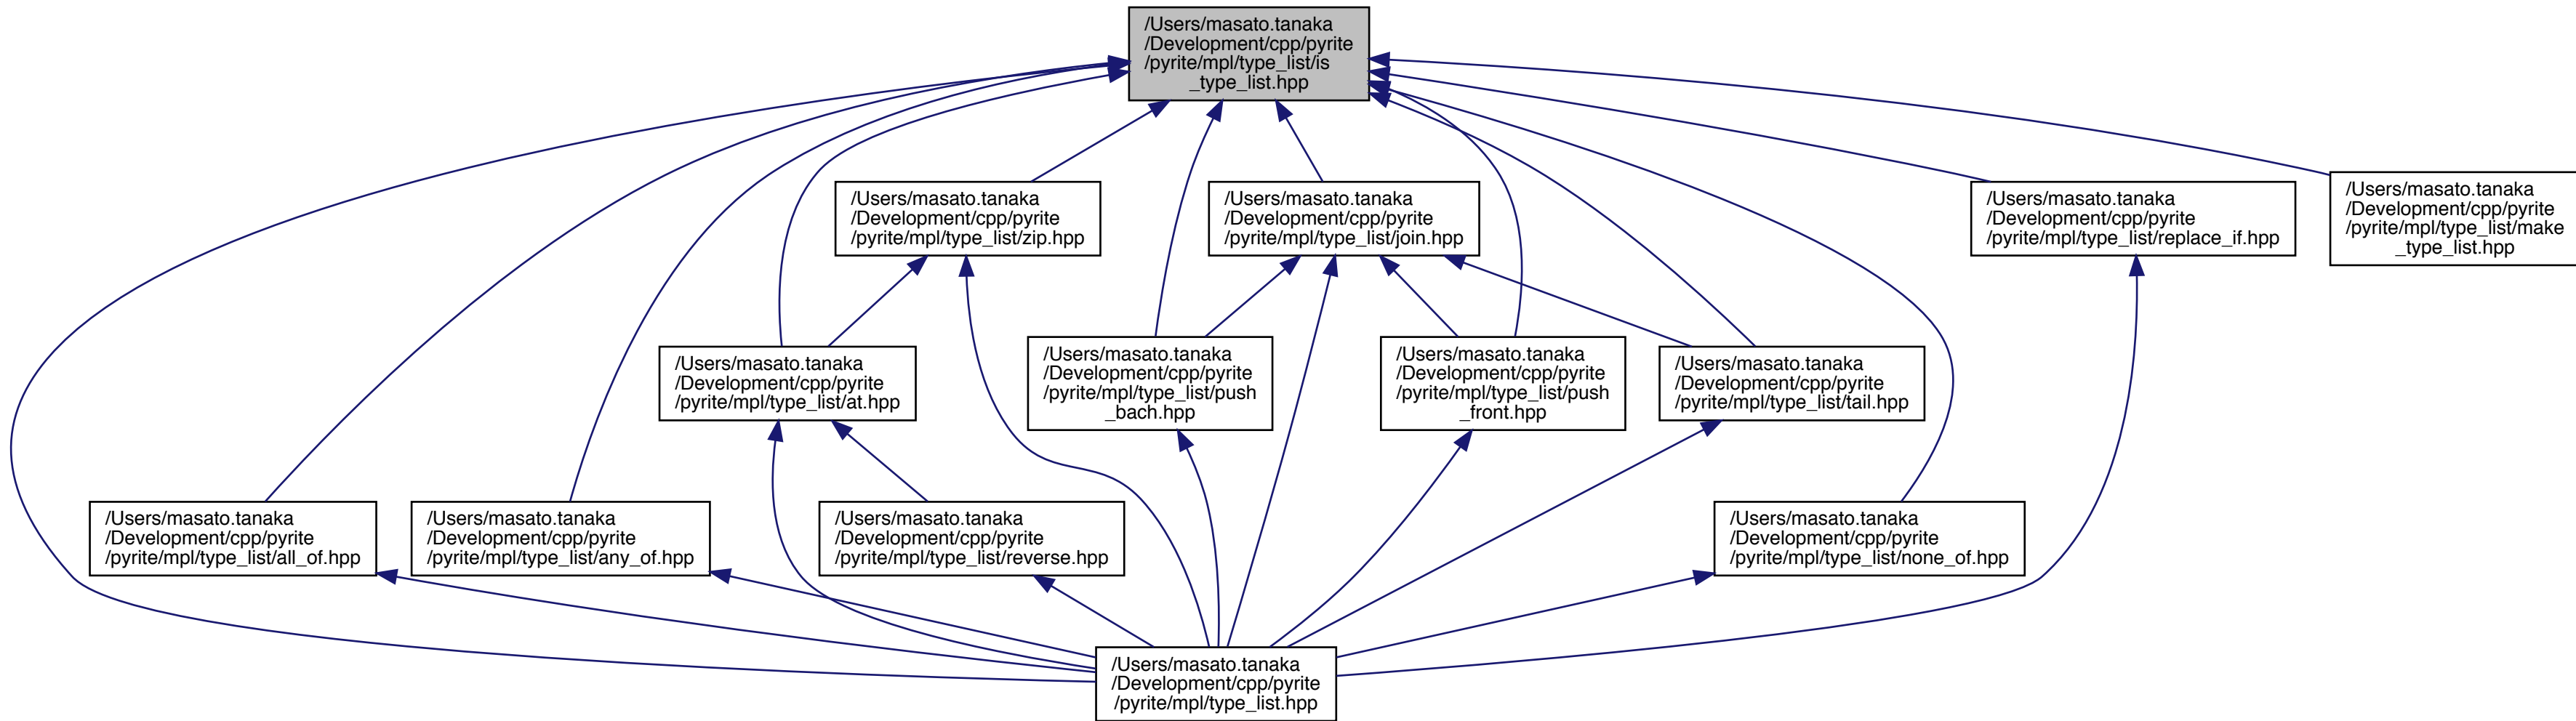 /Users/masato.tanaka
/Development/cpp/pyrite
/pyrite/mpl/type_list/is
_type_list.hpp
/Users/masato.tanaka
/Development/cpp/pyrite
/pyrite/mpl/type_list/zip.hpp
/Users/masato.tanaka
/Development/cpp/pyrite
/pyrite/mpl/type_list/join.hpp
/Users/masato.tanaka
/Development/cpp/pyrite
/pyrite/mpl/type_list/replace_if.hpp
/Users/masato.tanaka
/Development/cpp/pyrite
/pyrite/mpl/type_list/make
_type_list.hpp
/Users/masato.tanaka
/Development/cpp/pyrite
/pyrite/mpl/type_list/at.hpp
/Users/masato.tanaka
/Development/cpp/pyrite
/pyrite/mpl/type_list/push
_bach.hpp
/Users/masato.tanaka
/Development/cpp/pyrite
/pyrite/mpl/type_list/push
_front.hpp
/Users/masato.tanaka
/Development/cpp/pyrite
/pyrite/mpl/type_list/tail.hpp
/Users/masato.tanaka
/Development/cpp/pyrite
/pyrite/mpl/type_list/all_of.hpp
/Users/masato.tanaka
/Development/cpp/pyrite
/pyrite/mpl/type_list/any_of.hpp
/Users/masato.tanaka
/Development/cpp/pyrite
/pyrite/mpl/type_list/reverse.hpp
/Users/masato.tanaka
/Development/cpp/pyrite
/pyrite/mpl/type_list/none_of.hpp
/Users/masato.tanaka
/Development/cpp/pyrite
/pyrite/mpl/type_list.hpp